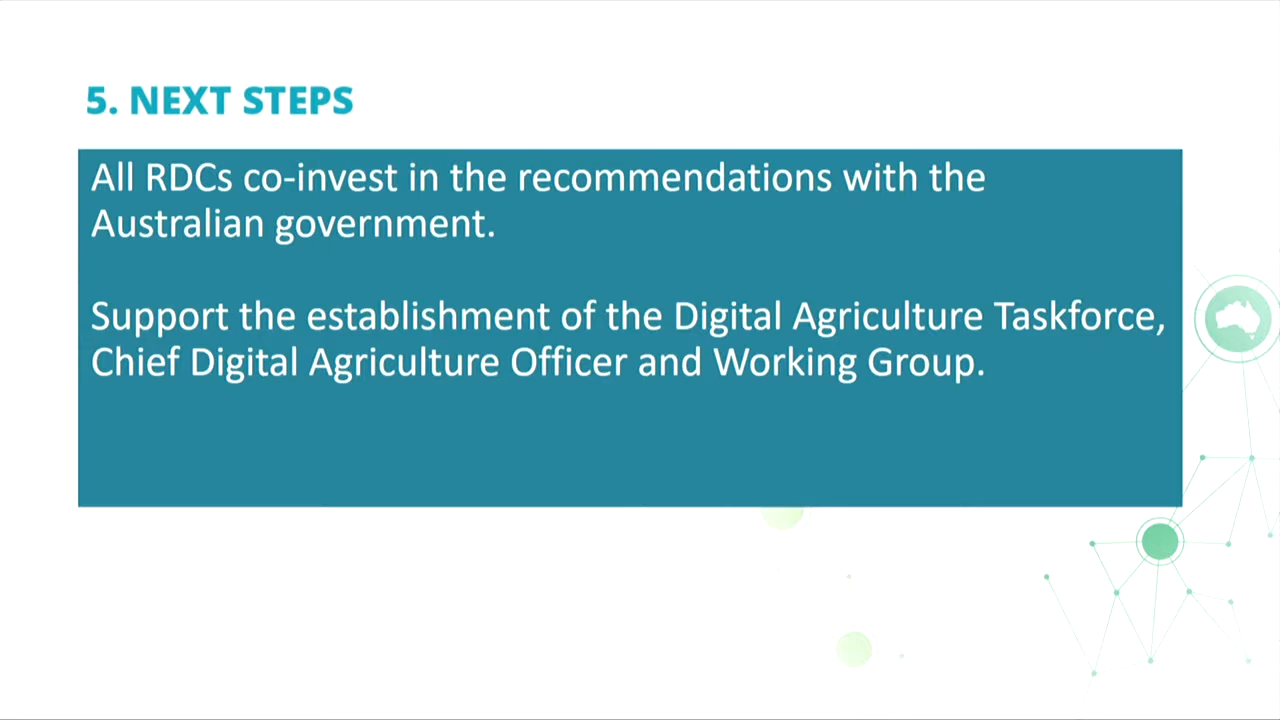 5. NEXT STEPS
All RDCs co-invest in the recommendations with the
Australian government.
Support the establishment of the Digital Agriculture Taskforce,
Chief Digital Agriculture Officer and Working Group.